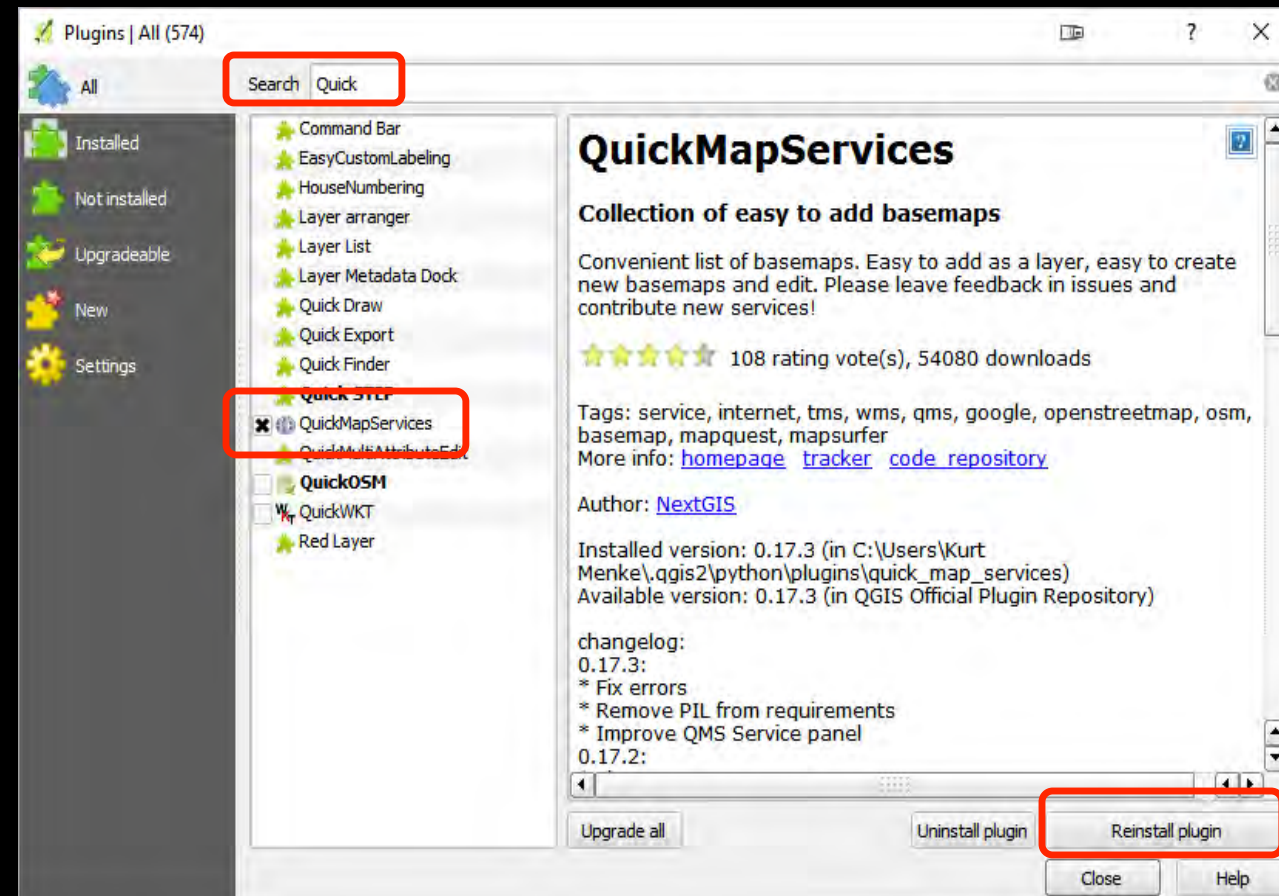 Plugins | All (574)
?
All
Installed
Not installed
Upgradeable
New
Settings
Search Quick
Command Bar
EasyCustomLabeling
HouseNumbering
Layer arranger
Layer List
Layer Metadata Dock
Quick Draw
Quick Export
Quick Finder
Quick STEP
QuickMapServices
QuickMultiAttributeEdit
QuickOSM
WKT QuickWKT
Red Layer
QuickMapServices
?
Collection of easy to add basemaps
Convenient list of basemaps. Easy to add as a layer, easy to create
new basemaps and edit. Please leave feedback in issues and
contribute new services!
108 rating vote(s), 54080 downloads
Tags: service, internet, tms, wms, qms, google, openstreetmap, osm,
basemap, mapquest, mapsurfer
More info: homepage tracker code repository
Author: NextGIS
Installed version: 0.17.3 (in C:\Users\Kurt
Menke\.qgis2\python\plugins\quick_map_services)
Available version: 0.17.3 (in QGIS Official Plugin Repository)
changelog:
0.17.3:
* Fix errors
* Remove PIL from requirements
* Improve QMS Service panel
0.17.2:
Upgrade all
Uninstall plugin
Reinstall plugin
Close
Help